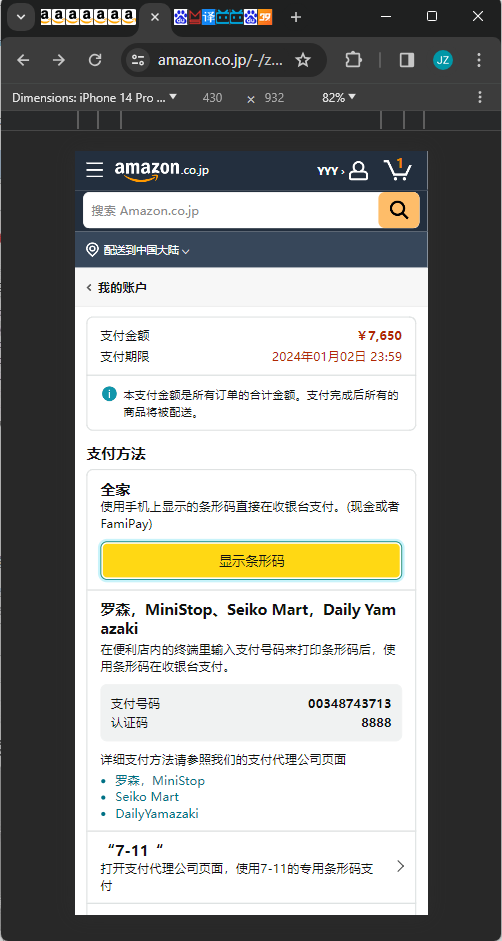 amazon.co.jp/-/z...
JZ
Dimensions: iPhone 14 Pro ... 430 × 932 82%
amazon.co.jp YYY › 1
搜索 Amazon.co.jp
配送到中国大陆
我的账户
支付金额 ￥7,650
支付期限 2024年01月02日 23:59
本支付金额是所有订单的合计金额。支付完成后所有的
商品将被配送。
支付方法
全家
使用手机上显示的条形码直接在收银台支付。(现金或者
FamiPay)
显示条形码
罗森，MiniStop、Seiko Mart，Daily Yam
azaki
在便利店内的终端里输入支付号码来打印条形码后，使
用条形码在收银台支付。
支付号码 00348743713
认证码 8888
详细支付方法请参照我们的支付代理公司页面
罗森，MiniStop
Seiko Mart
DailyYamazaki
“7-11“
打开支付代理公司页面，使用7-11的专用条形码支
付